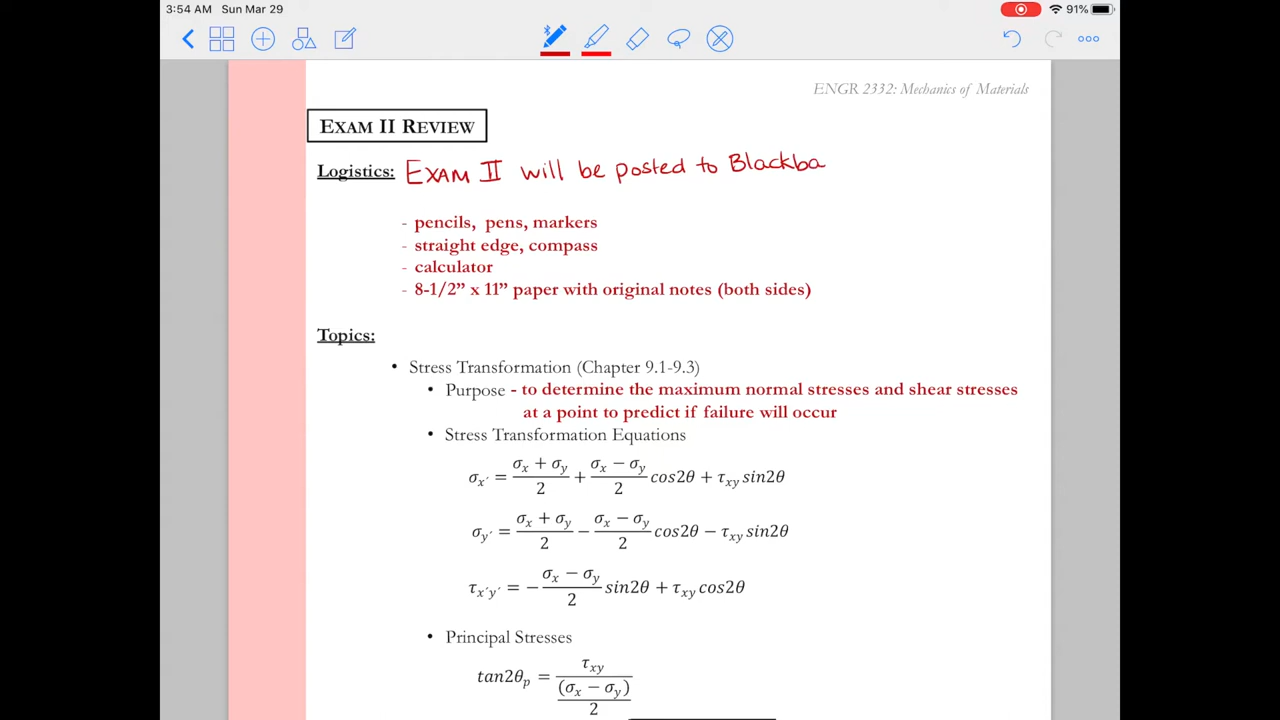 3:54 AM Sun Mar 29
91%
ENGR 2332: Mechanics of Materials
EXAM II REVIEW
Logistics: EXAM II will be posted to Blackba
- pencils, pens, markers
- straight edge, compass
- calculator
- 8-1/2” x 11” paper with original notes (both sides)
Topics:
• Stress Transformation (Chapter 9.1-9.3)
• Purpose - to determine the maximum normal stresses and shear stresses
at a point to predict if failure will occur
• Stress Transformation Equations
σx´ = (σx + σy)/2 + (σx − σy)/2 cos2θ + τxy sin2θ
σy´ = (σx + σy)/2 − (σx − σy)/2 cos2θ − τxy sin2θ
τx´y´ = − (σx − σy)/2 sin2θ + τxy cos2θ
• Principal Stresses
tan2θp = τxy/((σx − σy)/2)